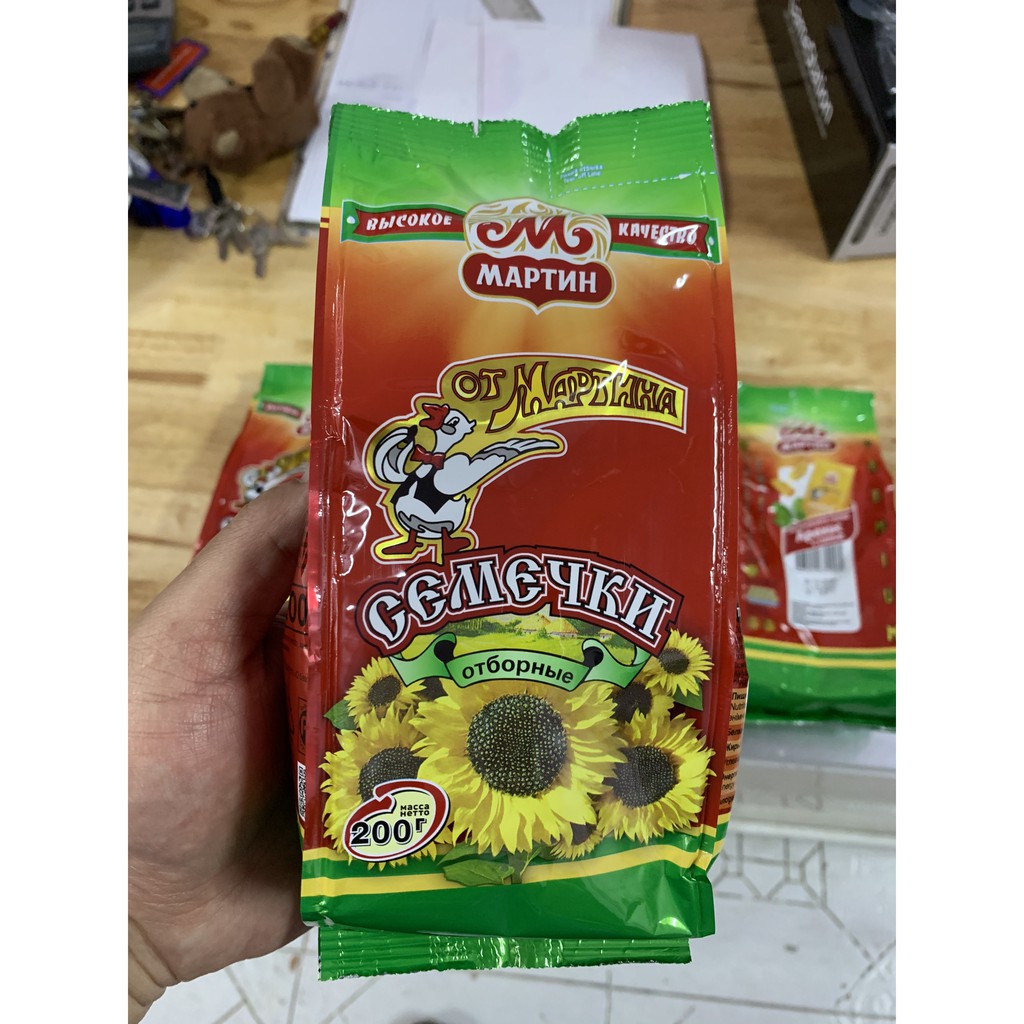 ВЫСОКОЕ
КАЧЕСТВО
М
МАРТИН
ОТ МАРТИНА
СЕМЕЧКИ
отборные
масса
нетто
200г